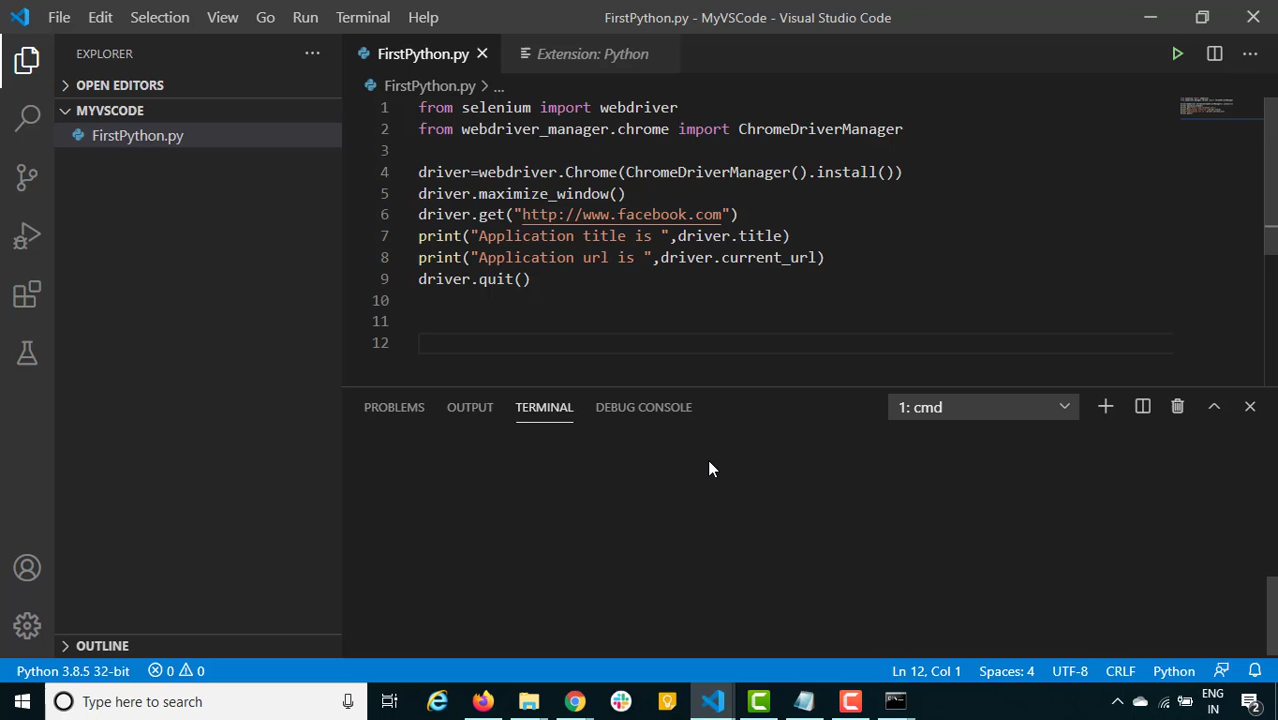 File Edit Selection View Go Run Terminal Help
FirstPython.py - MyVSCode - Visual Studio Code
EXPLORER
OPEN EDITORS
MYVSCODE
FirstPython.py
OUTLINE
FirstPython.py
Extension: Python
FirstPython.py > ...
1 from selenium import webdriver
2 from webdriver_manager.chrome import ChromeDriverManager
3
4 driver=webdriver.Chrome(ChromeDriverManager().install())
5 driver.maximize_window()
6 driver.get("http://www.facebook.com")
7 print("Application title is ",driver.title)
8 print("Application url is ",driver.current_url)
9 driver.quit()
10
11
12
PROBLEMS OUTPUT TERMINAL DEBUG CONSOLE
1: cmd
Python 3.8.5 32-bit 0 0
Ln 12, Col 1 Spaces: 4 UTF-8 CRLF Python
Type here to search
ENG
IN
2